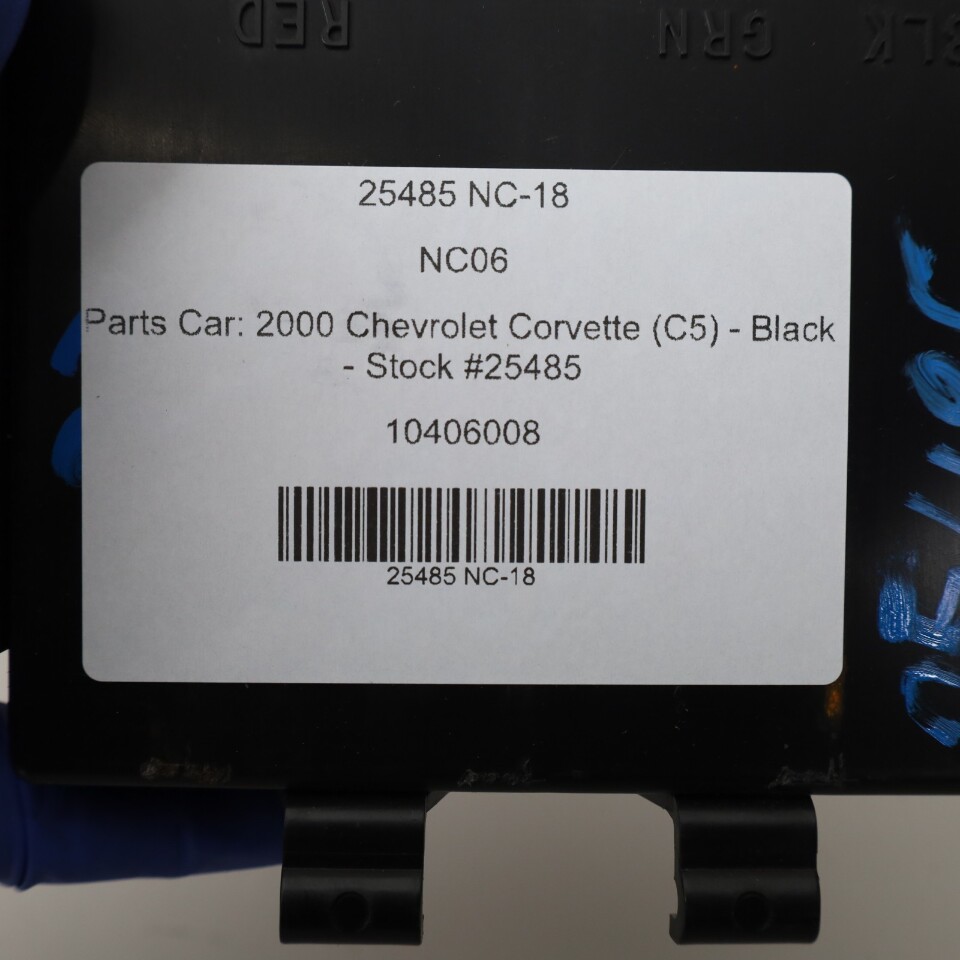 RED GRN BLK
25485 NC-18
NC06
Parts Car: 2000 Chevrolet Corvette (C5) - Black
- Stock #25485
10406008
25485 NC-18